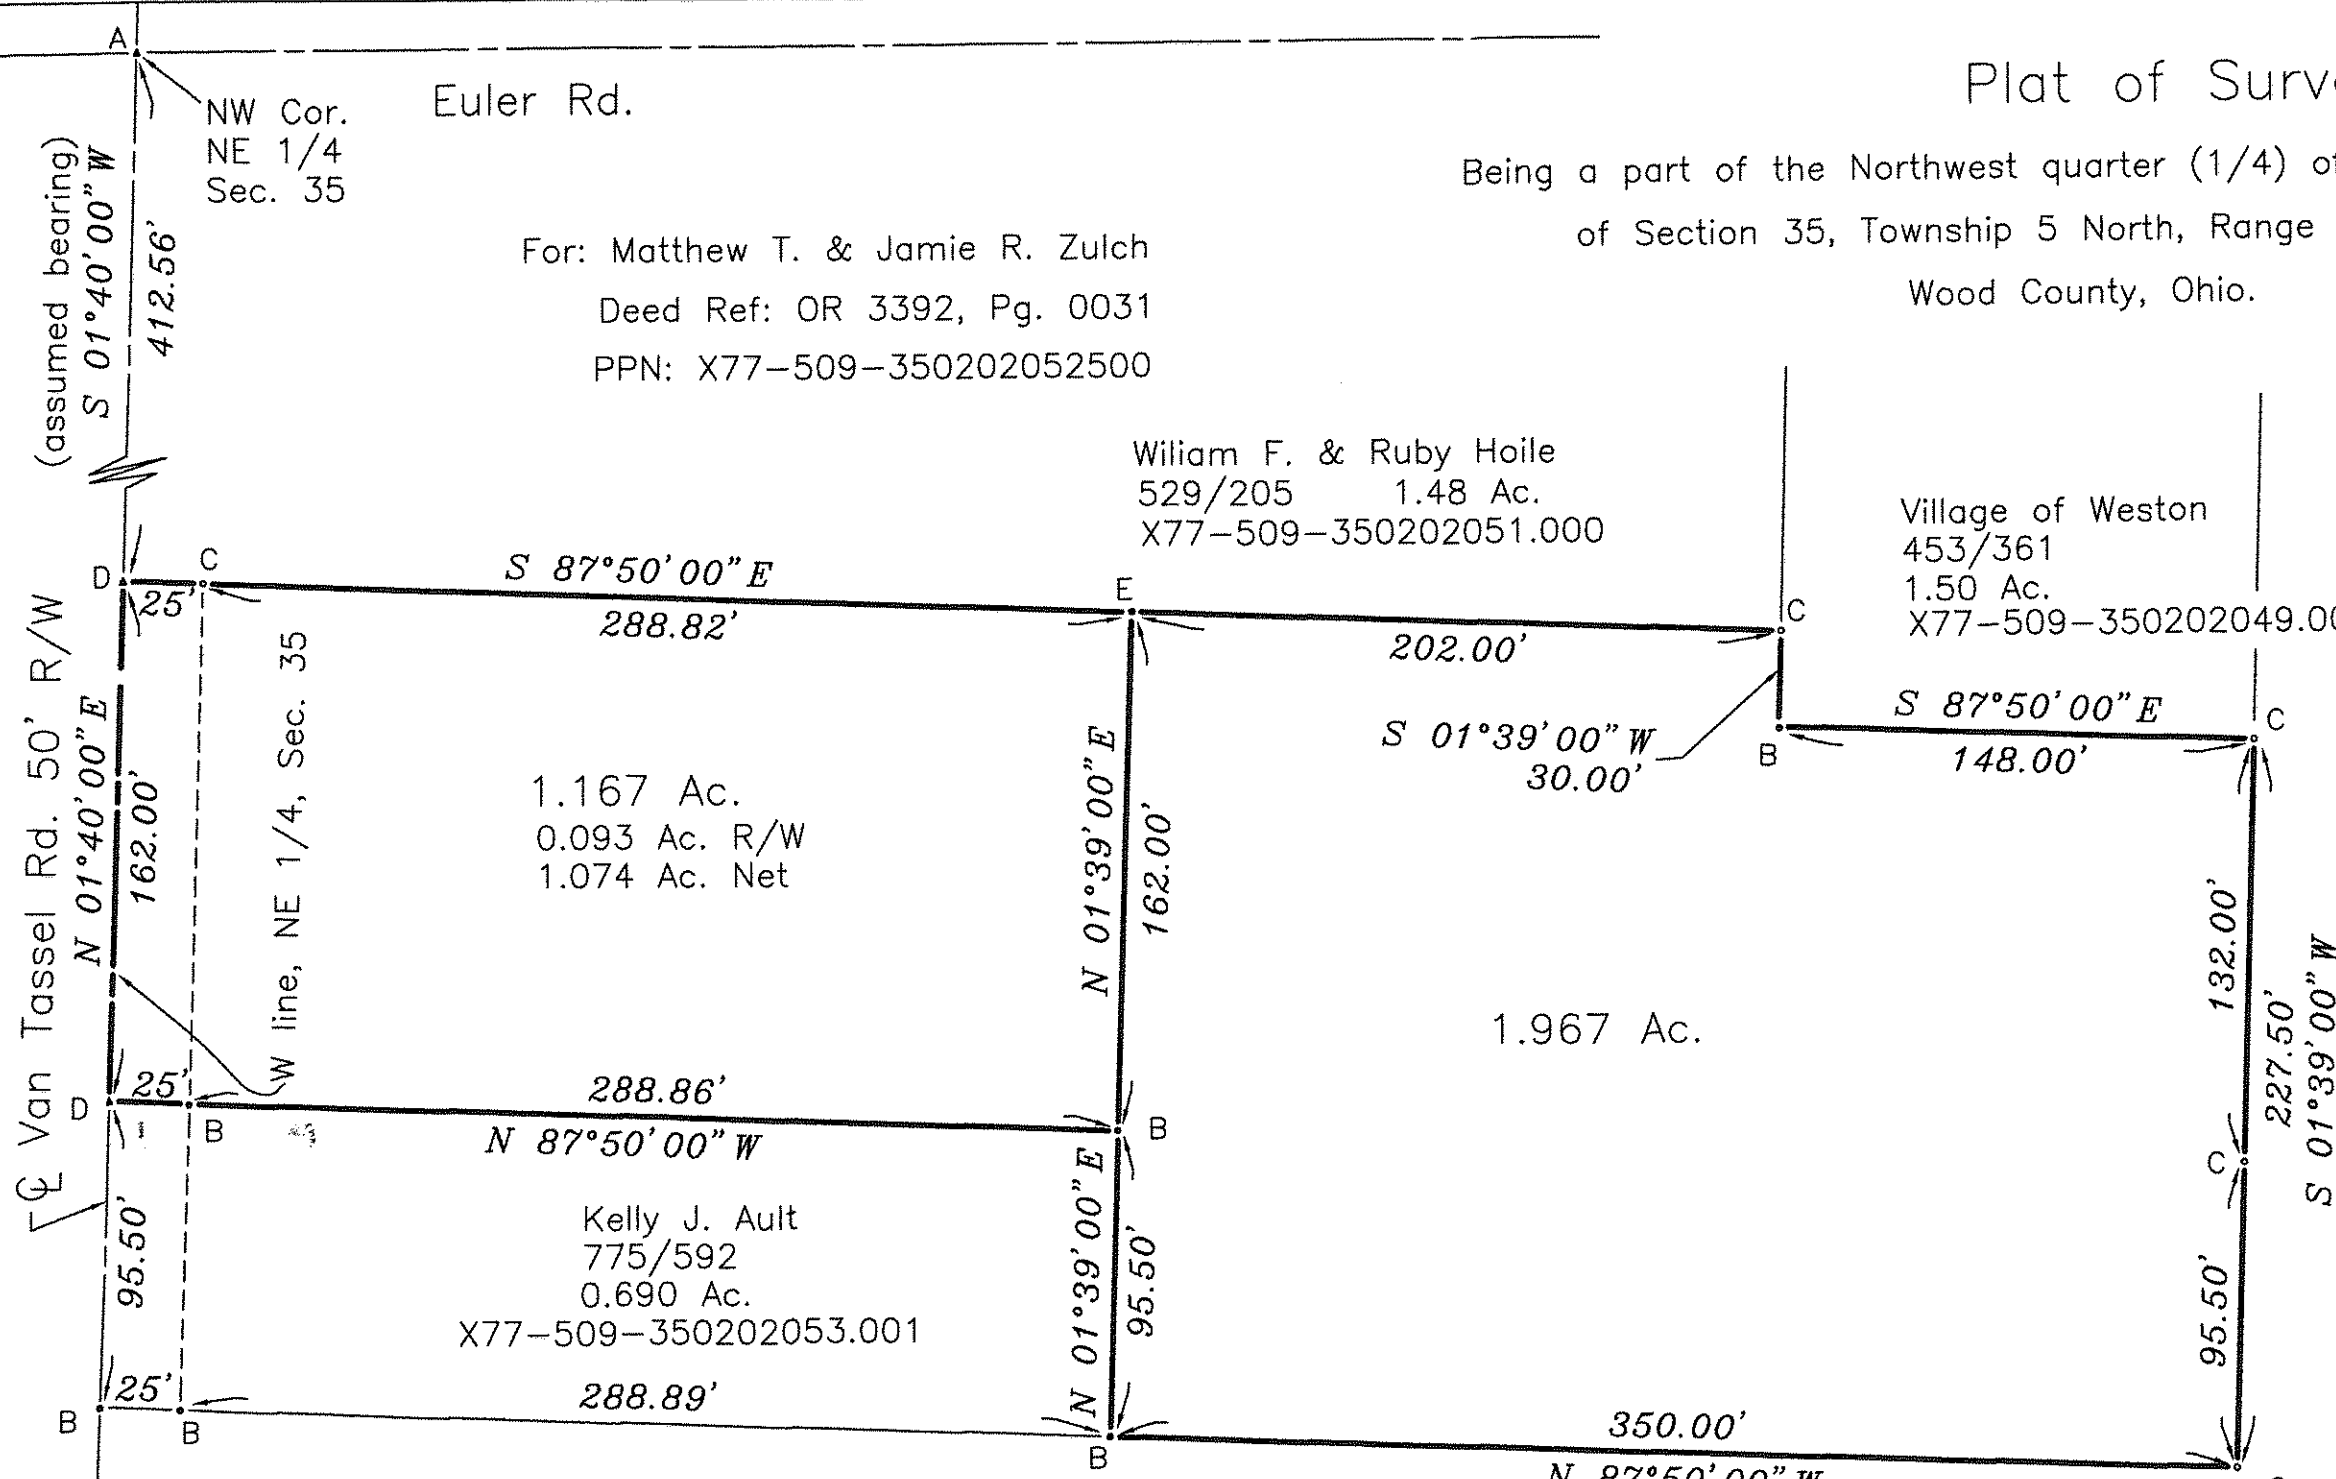 A
NW Cor.
NE 1/4
Sec. 35
Euler Rd.
(assumed bearing)
S 01°40'00" W
412.56'
For: Matthew T. & Jamie R. Zulch
Deed Ref: OR 3392, Pg. 0031
PPN: X77-509-350202052500
Plat of Surv
Being a part of the Northwest quarter (1/4) of
of Section 35, Township 5 North, Range
Wood County, Ohio.
Wiliam F. & Ruby Hoile
529/205 1.48 Ac.
X77-509-350202051.000
Village of Weston
453/361
1.50 Ac.
X77-509-350202049.00
D
C
25'
S 87°50'00" E
288.82'
E
202.00'
C
S 01°39'00" W
30.00'
B
S 87°50'00" E
148.00'
C
℄ Van Tassel Rd. 50' R/W
N 01°40'00" E
162.00'
W line, NE 1/4, Sec. 35
1.167 Ac.
0.093 Ac. R/W
1.074 Ac. Net
N 01°39'00" E
162.00'
1.967 Ac.
132.00'
227.50'
S 01°39'00" W
C
D
25'
B
288.86'
N 87°50'00" W
B
95.50'
Kelly J. Ault
775/592
0.690 Ac.
X77-509-350202053.001
N 01°39'00" E
95.50'
95.50'
B
25'
B
288.89'
B
350.00'
N 87°50'00" W